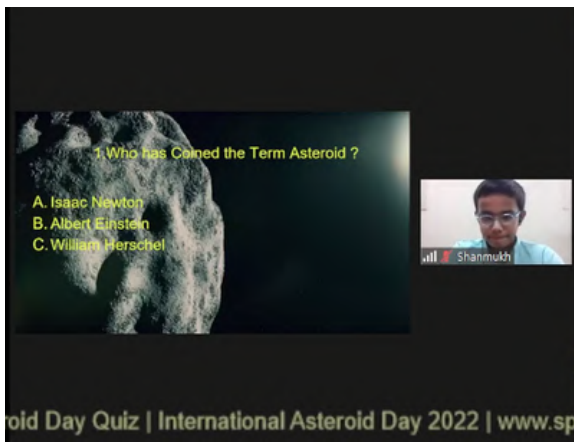 1.Who has Coined the Term Asteroid ?
A. Isaac Newton
B. Albert Einstein
C. William Herschel
Shanmukh
roid Day Quiz | International Asteroid Day 2022 | www.sp